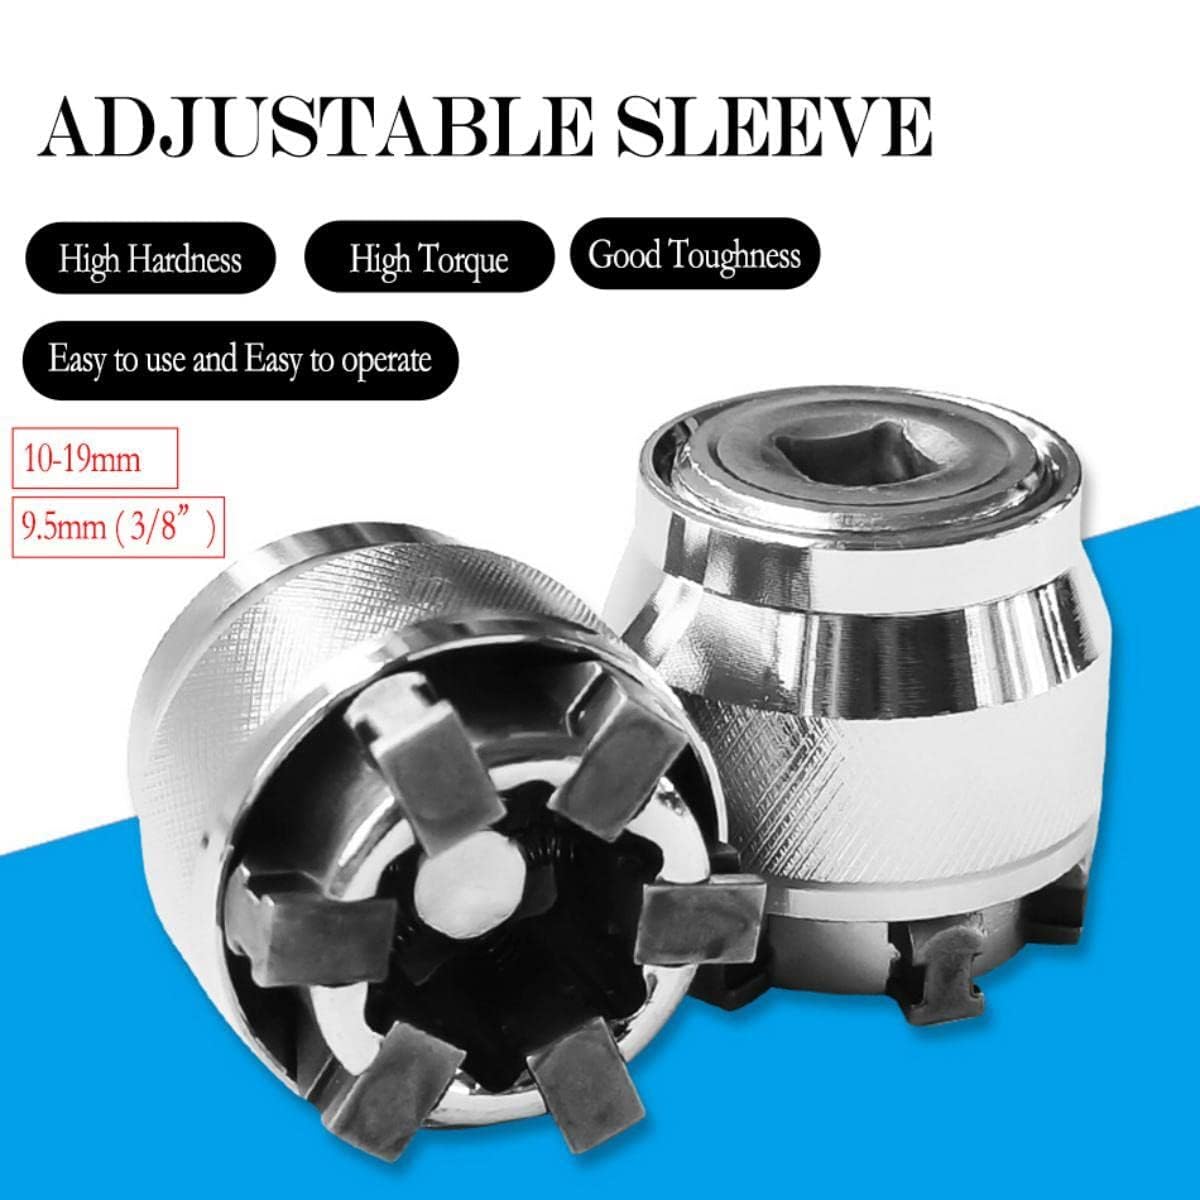 ADJUSTABLE SLEEVE
High Hardness
High Torque
Good Toughness
Easy to use and Easy to operate
10-19mm
9.5mm ( 3/8” )